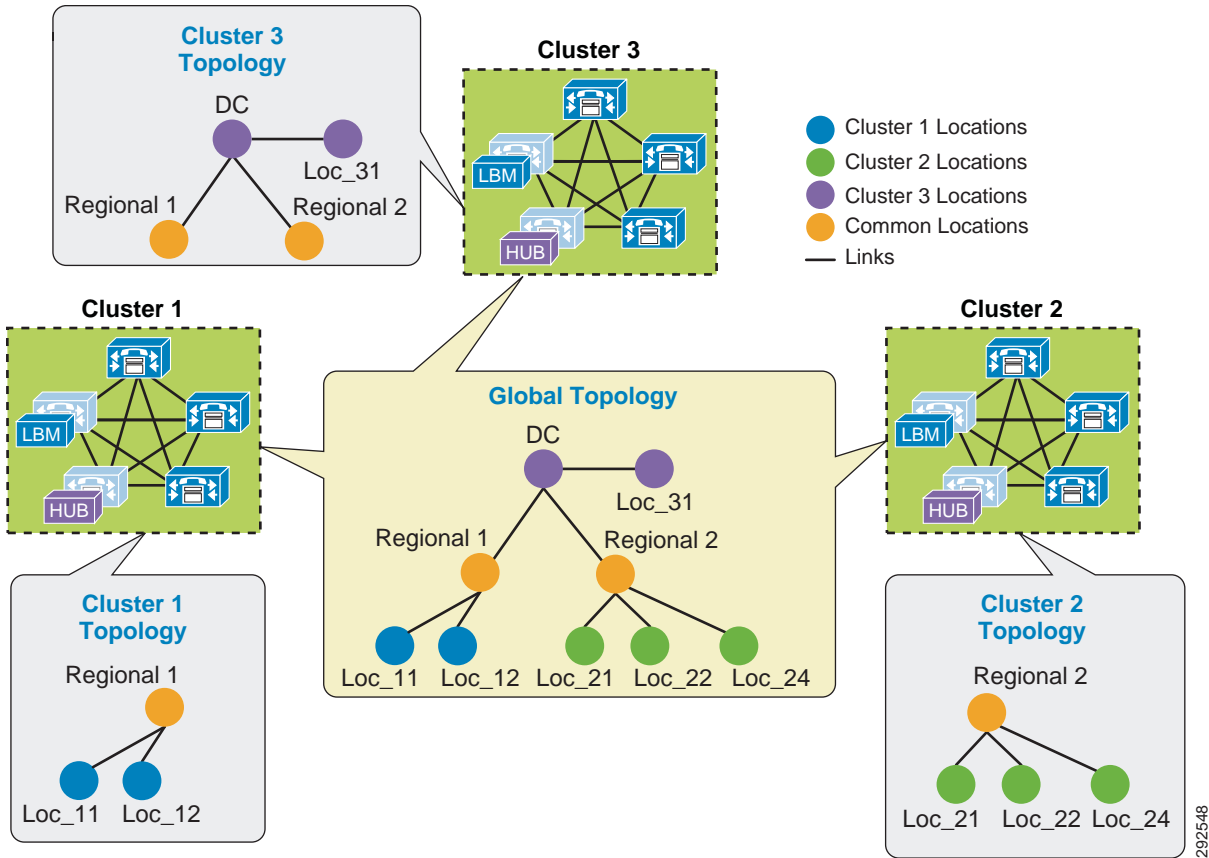 Cluster 3
Topology
DC
Loc_31
Regional 1
Regional 2
Cluster 3
LBM
HUB
Cluster 1 Locations
Cluster 2 Locations
Cluster 3 Locations
Common Locations
Links
Cluster 1
LBM
HUB
Global Topology
DC
Loc_31
Regional 1
Regional 2
Loc_11
Loc_12
Loc_21
Loc_22
Loc_24
Cluster 2
LBM
HUB
Cluster 1
Topology
Regional 1
Loc_11
Loc_12
Cluster 2
Topology
Regional 2
Loc_21
Loc_22
Loc_24
292548